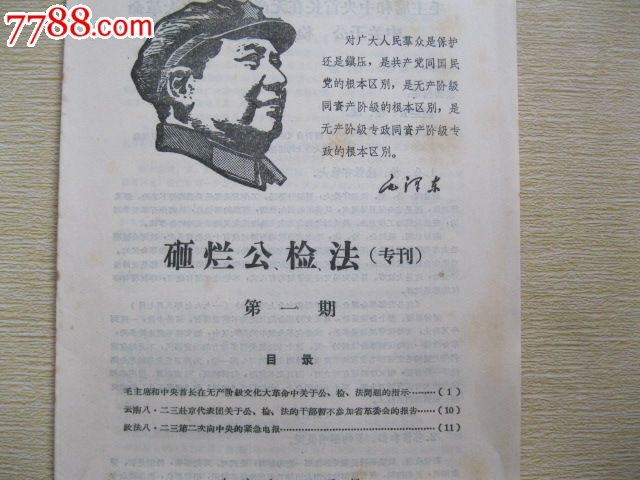 7788.com
对广大人民群众是保护
还是鎮压，是共产党同国民
党的根本区别，是无产阶级
同資产阶级的根本区别，是
无产阶级专政同資产阶级专
政的根本区别。
毛泽东
砸烂公、检、法（专刊）
第一期
目录
毛主席和中央首长在无产阶級文化大革命中关于公、检、法問題的指示………（1）
云南八·二三赴京代表团关于公、检、法的干部暫不参加省革委会的报告……（10）
政法八·二三第二次向中央的紧急电报……………………………………（11）